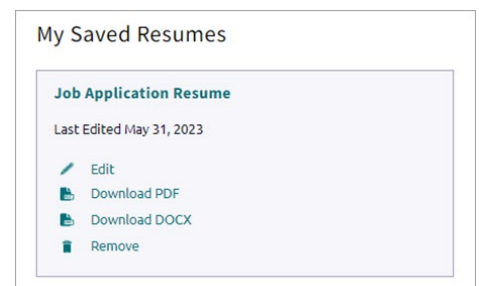 My Saved Resumes
Job Application Resume
Last Edited May 31, 2023
Edit
Download PDF
Download DOCX
Remove